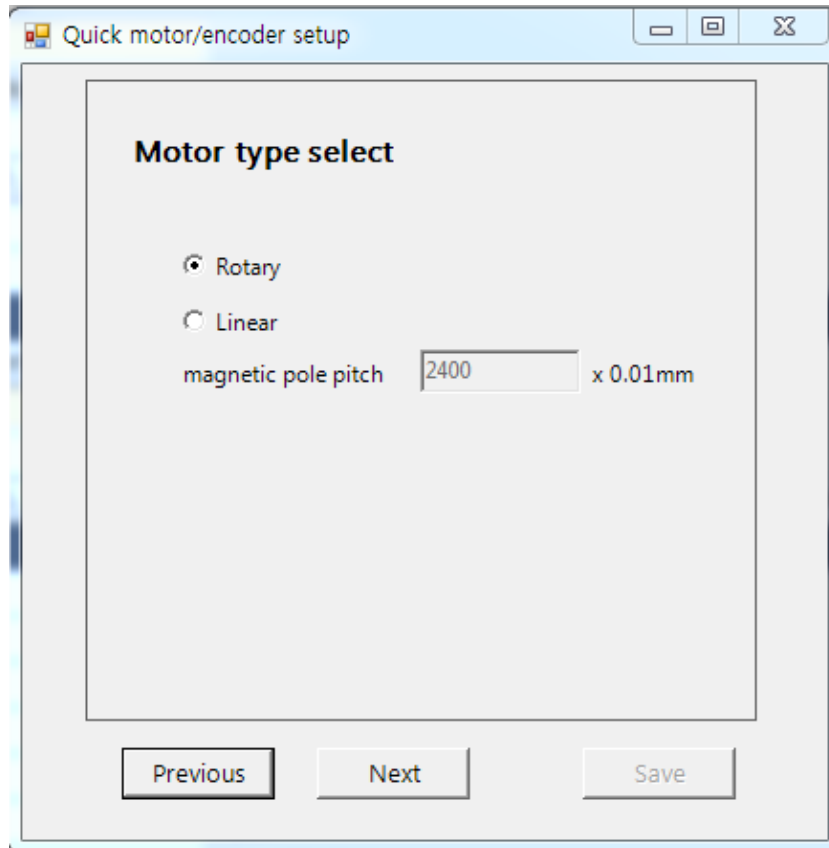 Quick motor/encoder setup
Motor type select
Rotary
Linear
magnetic pole pitch 2400 x 0.01mm
Previous Next Save